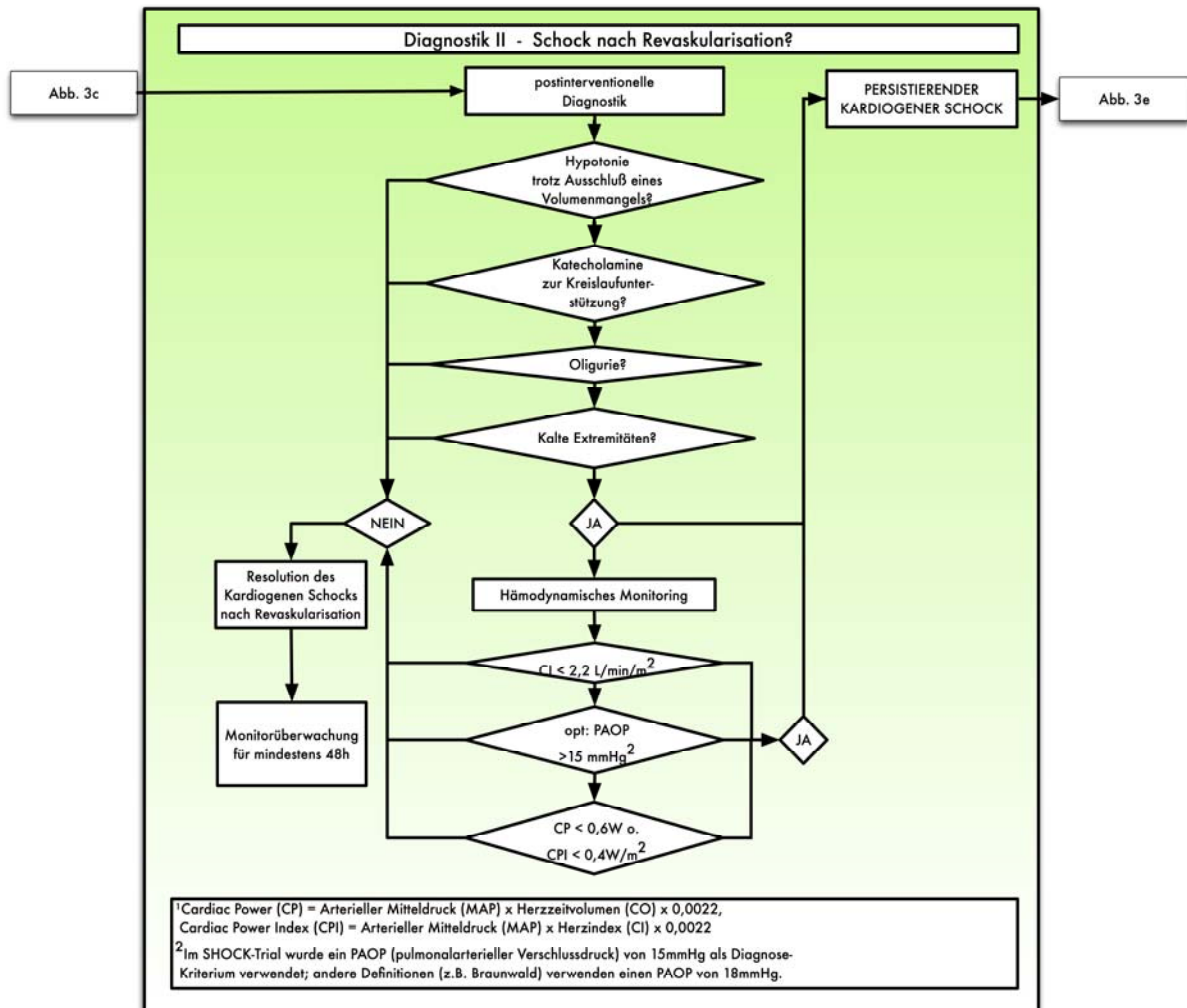 Diagnostik II - Schock nach Revaskularisation?
Abb. 3c
postinterventionelle
Diagnostik
PERSISTIERENDER
KARDIOGENER SCHOCK
Abb. 3e
Hypotonie
trotz Ausschluß eines
Volumenmangels?
Katecholamine
zur Kreislaufunter-
stützung?
Oligurie?
Kalte Extremitäten?
NEIN
JA
Resolution des
Kardiogenen Schocks
nach Revaskularisation
Hämodynamisches Monitoring
CI < 2,2 L/min/m²
Monitorüberwachung
für mindestens 48h
opt: PAOP
>15 mmHg²
JA
CP < 0,6W o.
CPI < 0,4W/m²
¹Cardiac Power (CP) = Arterieller Mitteldruck (MAP) x Herzzeitvolumen (CO) x 0,0022,
Cardiac Power Index (CPI) = Arterieller Mitteldruck (MAP) x Herzindex (CI) x 0,0022
²Im SHOCK-Trial wurde ein PAOP (pulmonalarterieller Verschlussdruck) von 15mmHg als Diagnose-
Kriterium verwendet; andere Definitionen (z.B. Braunwald) verwenden einen PAOP von 18mmHg.